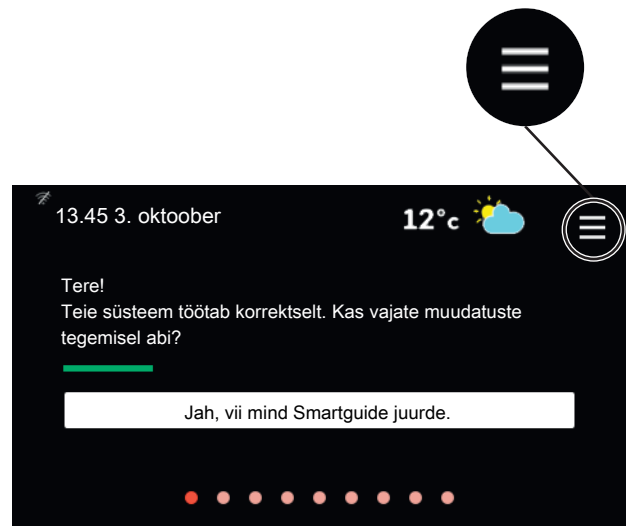 13.45 3. oktoober
12°c
Tere!
Teie süsteem töötab korrektselt. Kas vajate muudatuste
tegemisel abi?
Jah, vii mind Smartguide juurde.